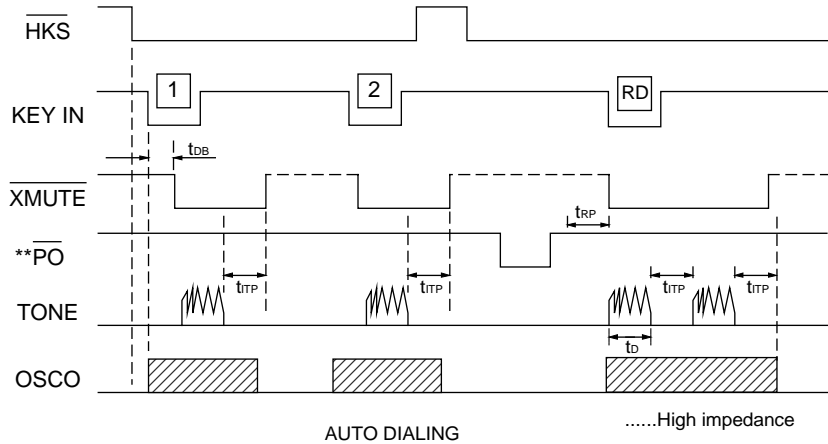 HKS
1
2
RD
KEY IN
tDB
XMUTE
tRP
**PO
tITP
tITP
tITP
tITP
TONE
tD
OSCO
......High impedance
AUTO DIALING